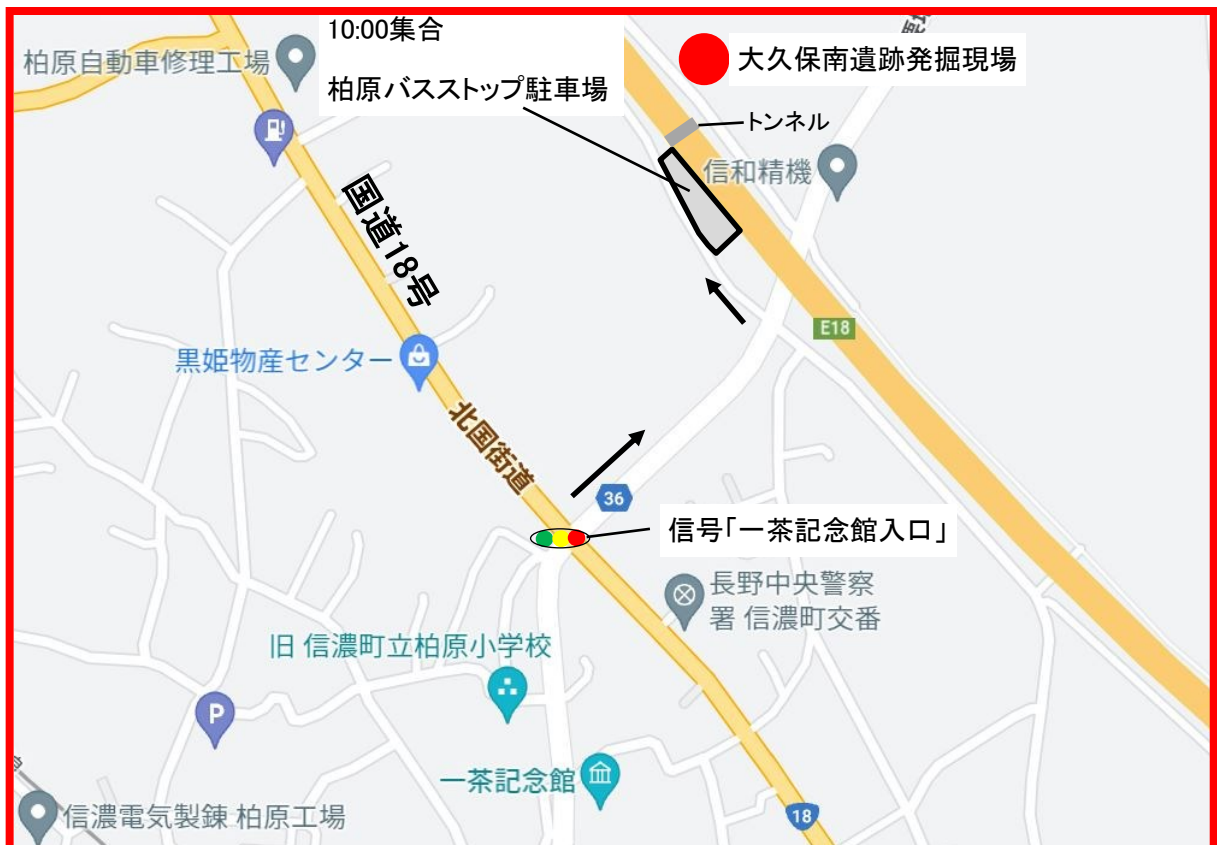 10:00集合
柏原自動車修理工場
柏原バスストップ駐車場
大久保南遺跡発掘現場
トンネル
信和精機
国道18号
E18
黒姫物産センター
北国街道
36
信号「一茶記念館入口」
長野中央警察
署 信濃町交番
旧 信濃町立柏原小学校
P
一茶記念館
18
信濃電気製錬 柏原工場